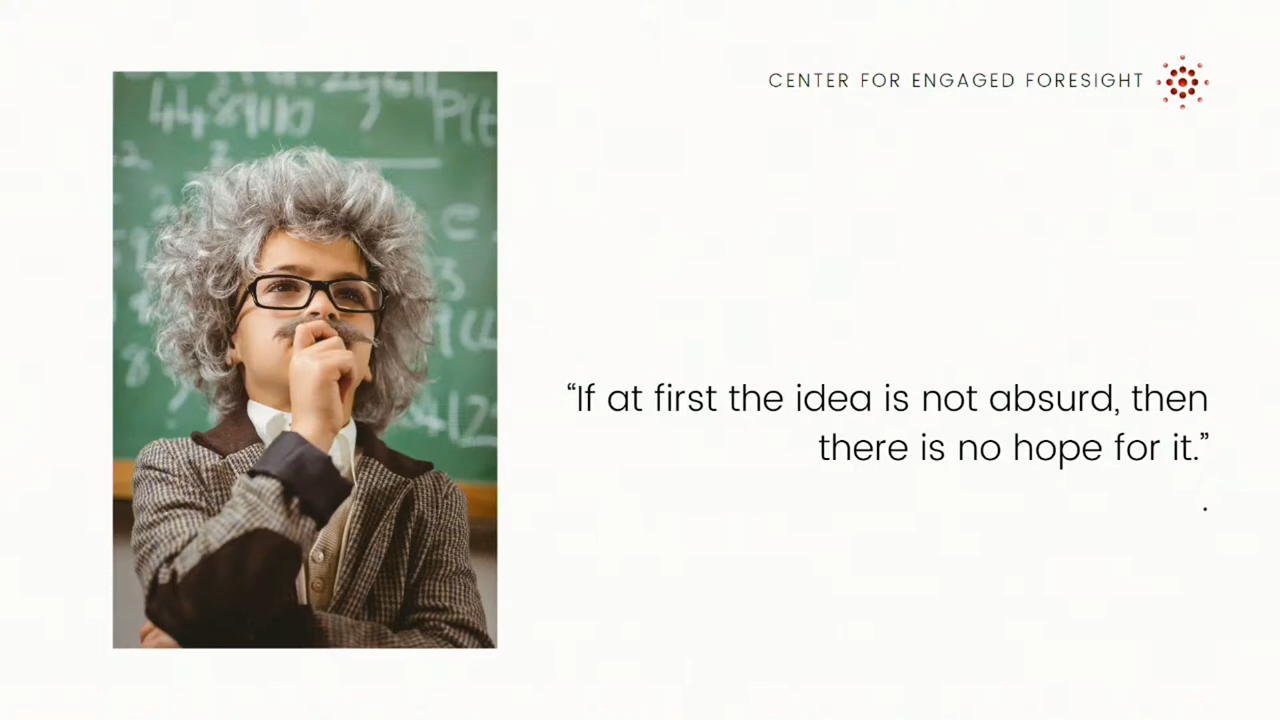 CENTER FOR ENGAGED FORESIGHT
“If at first the idea is not absurd, then
there is no hope for it.”
.